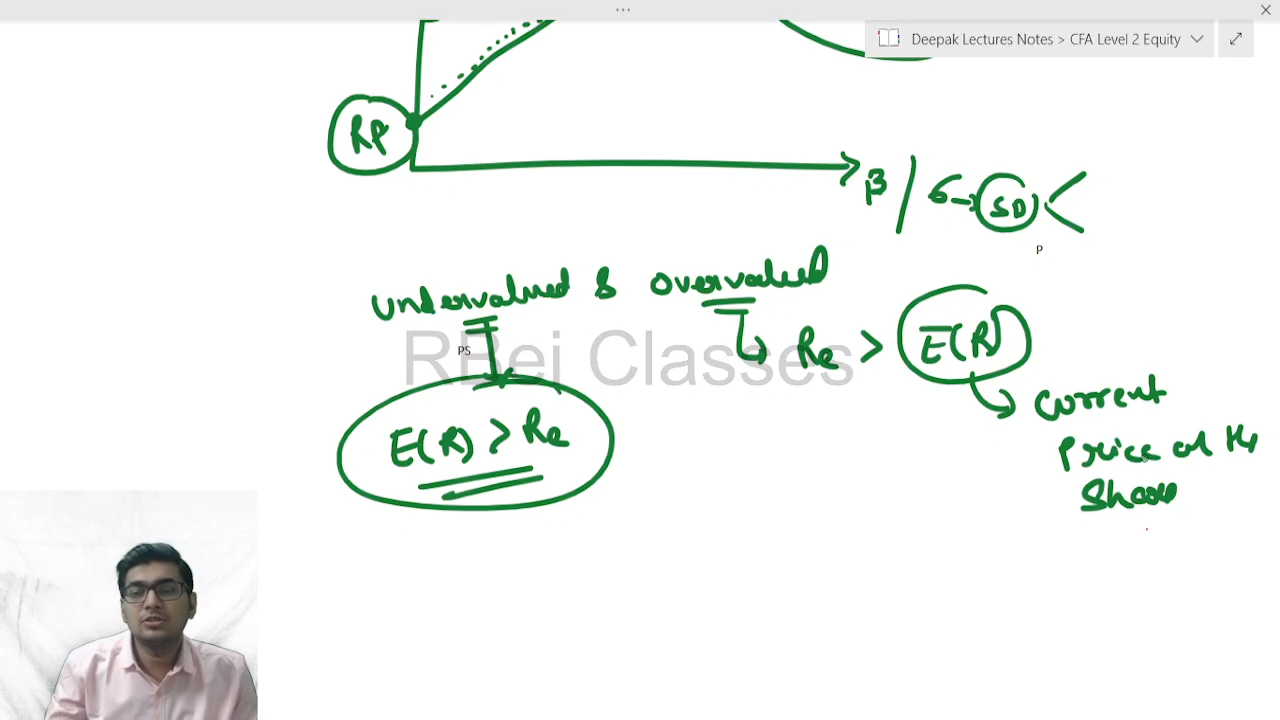 ...
Deepak Lectures Notes > CFA Level 2 Equity
RP
β / σ → SD <
P
undervalued & overvalued
Re > E(R)
RBei Classes
PS
E(R) > Re
current
price of the
Share